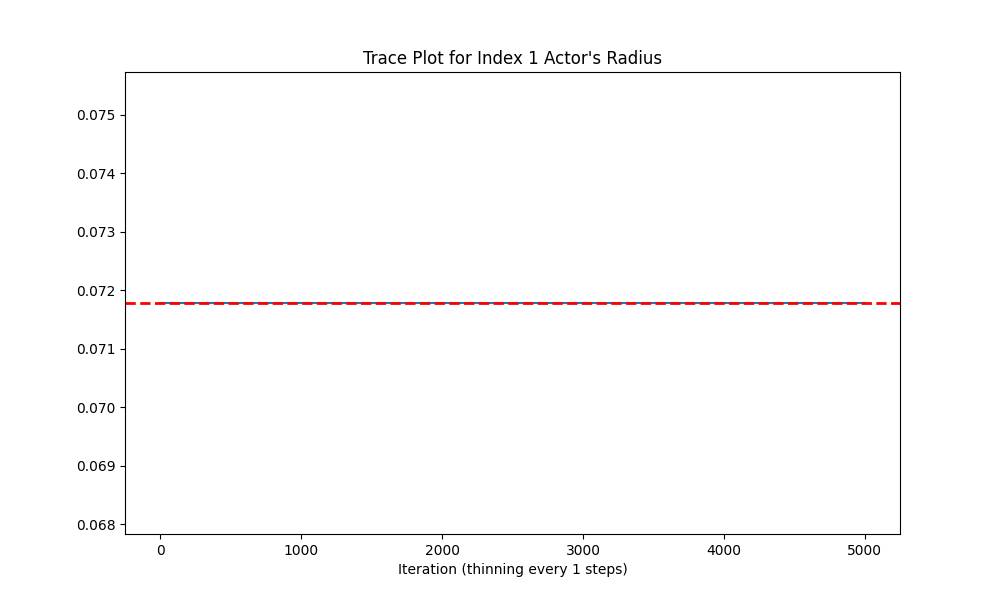 Trace Plot for Index 1 Actor's Radius
0.075
0.074
0.073
0.072
0.071
0.070
0.069
0.068
0 1000 2000 3000 4000 5000
Iteration (thinning every 1 steps)